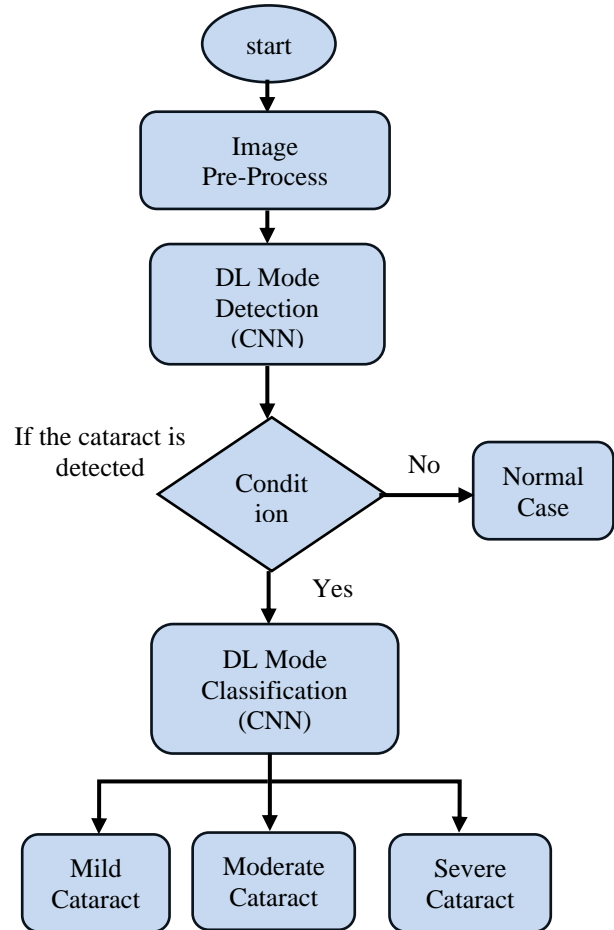 start
Image
Pre-Process
DL Mode
Detection
(CNN)
If the cataract is
detected
Condit
ion
No
Normal
Case
Yes
DL Mode
Classification
(CNN)
Mild
Cataract
Moderate
Cataract
Severe
Cataract